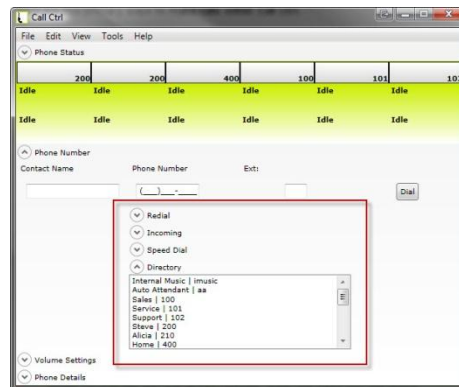 Call Ctrl
File Edit View Tools Help
Phone Status
200 200 400 100 101 102
Idle Idle Idle Idle Idle Idle
Idle Idle Idle Idle Idle Idle
Phone Number
Contact Name Phone Number Ext:
(___)___-____ Dial
Redial
Incoming
Speed Dial
Directory
Internal Music | imusic
Auto Attendant | aa
Sales | 100
Service | 101
Support | 102
Steve | 200
Alicia | 210
Home | 400
Volume Settings
Phone Details